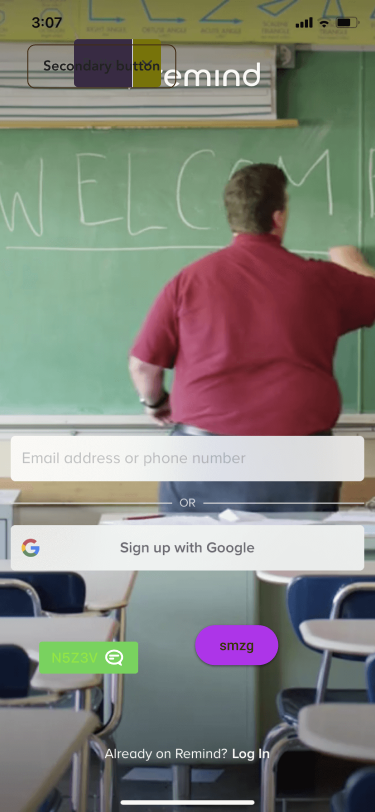 3:07
Secondary button
emind
WELCOM
Email address or phone number
OR
Sign up with Google
smzg
N5Z3V
Already on Remind? Log In